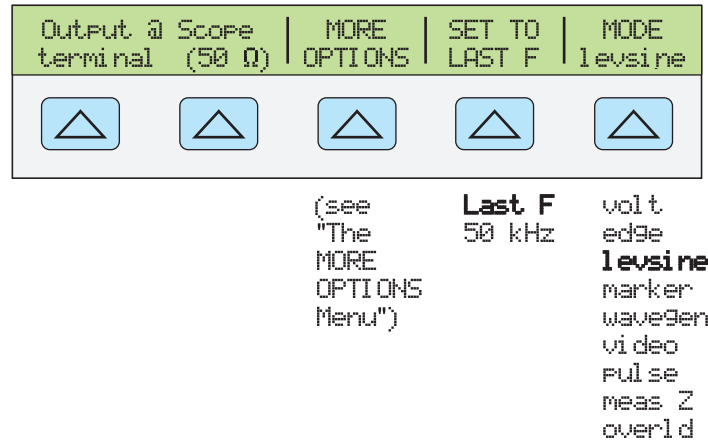 Output @ Scope
terminal (50 Ω)
MORE
OPTIONS
SET TO
LAST F
MODE
levsine
(see
"The
MORE
OPTIONS
Menu")
Last F
50 kHz
volt
edge
levsine
marker
wavegen
video
pulse
meas Z
overld